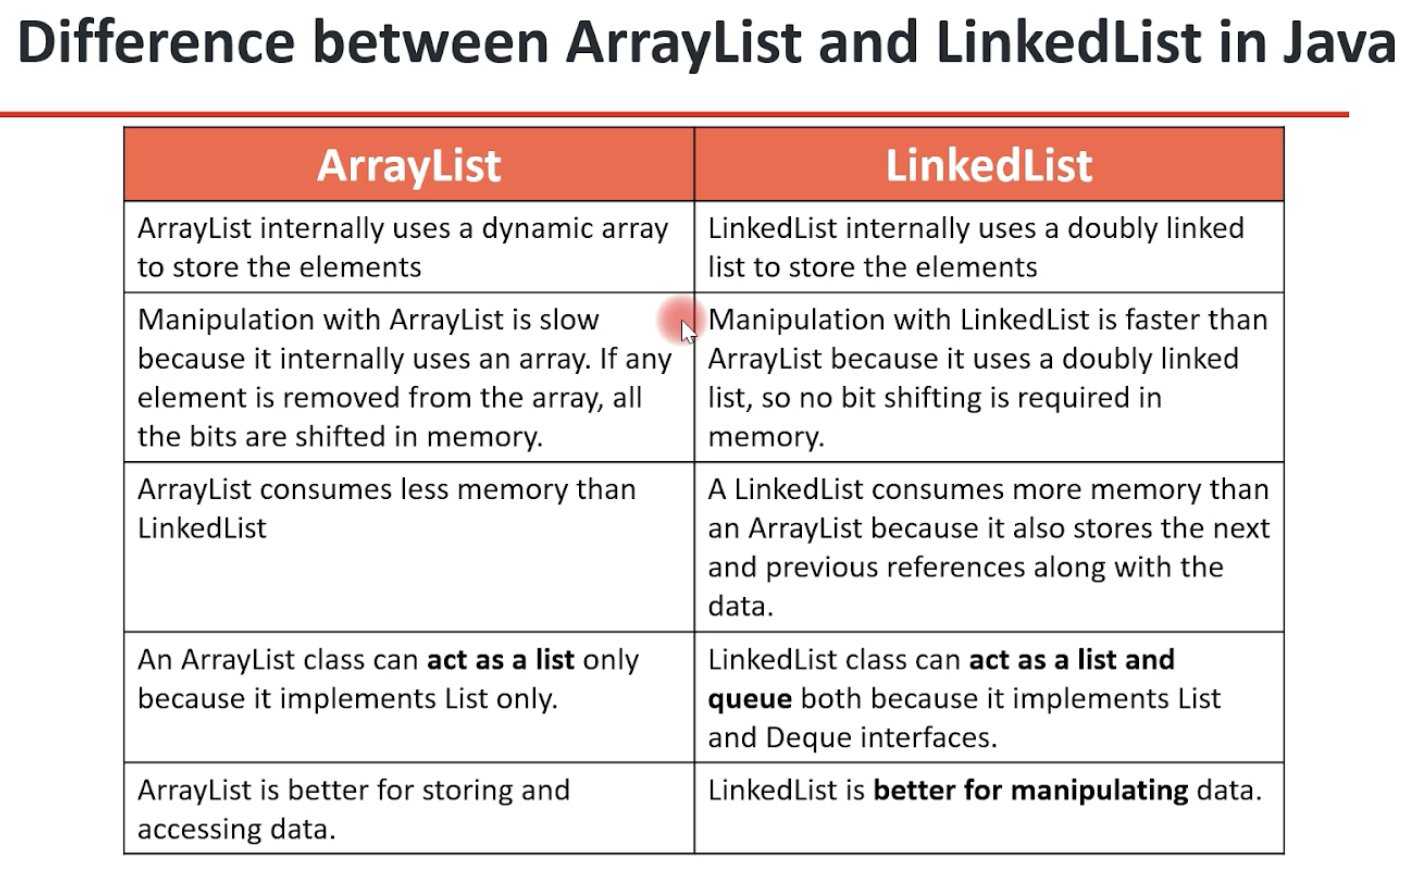 Difference between ArrayList and LinkedList in Java
ArrayList
LinkedList
ArrayList internally uses a dynamic array
to store the elements
LinkedList internally uses a doubly linked
list to store the elements
Manipulation with ArrayList is slow
because it internally uses an array. If any
element is removed from the array, all
the bits are shifted in memory.
Manipulation with LinkedList is faster than
ArrayList because it uses a doubly linked
list, so no bit shifting is required in
memory.
ArrayList consumes less memory than
LinkedList
A LinkedList consumes more memory than
an ArrayList because it also stores the next
and previous references along with the
data.
An ArrayList class can act as a list only
because it implements List only.
LinkedList class can act as a list and
queue both because it implements List
and Deque interfaces.
ArrayList is better for storing and
accessing data.
LinkedList is better for manipulating data.